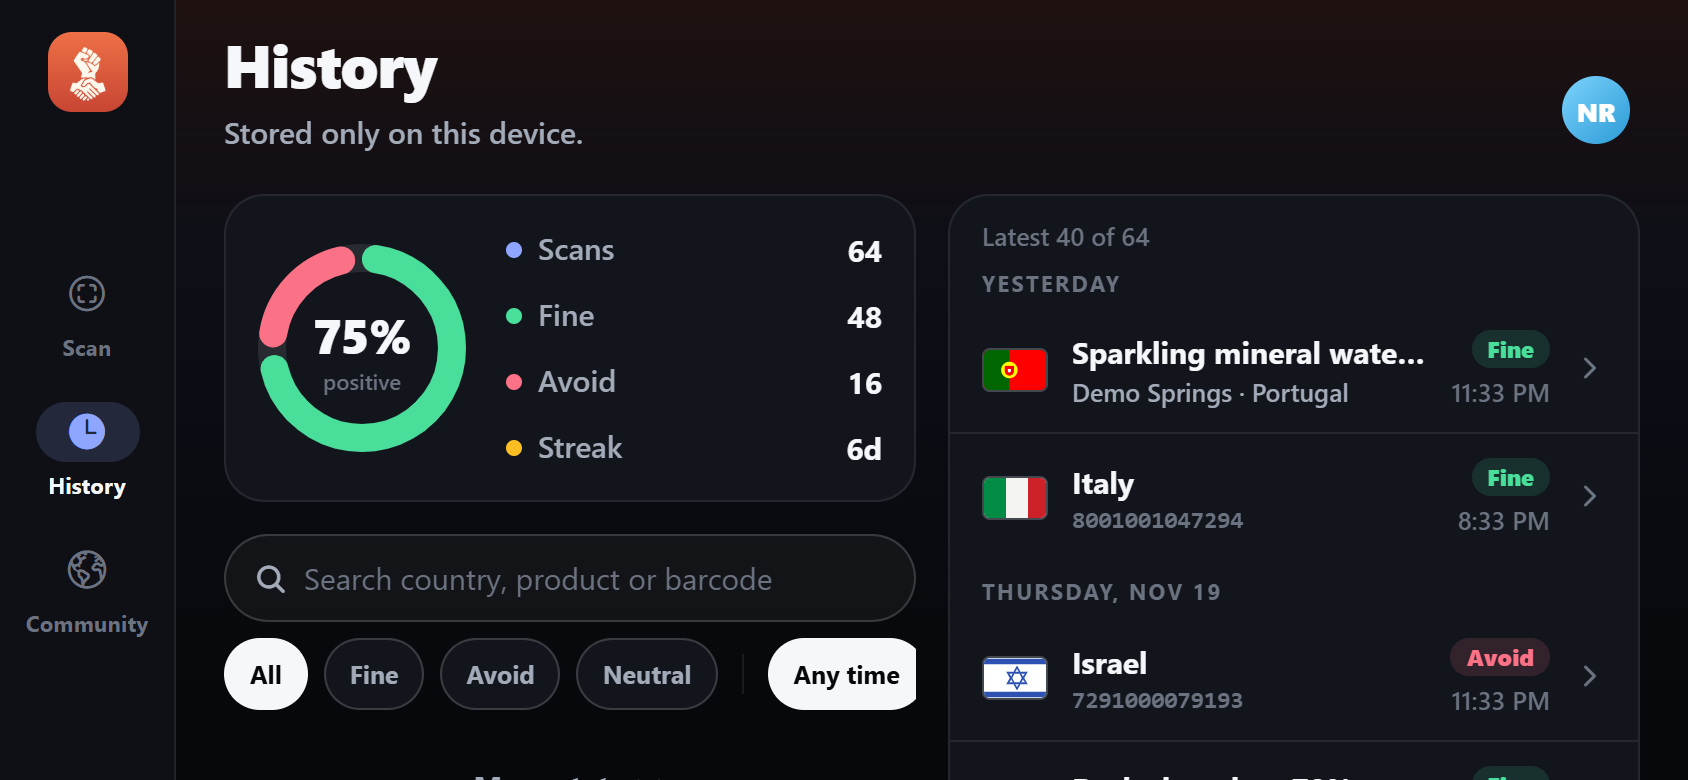 History
Stored only on this device.
NR
Scan
History
Community
75%
positive
Scans 64
Fine 48
Avoid 16
Streak 6d
Search country, product or barcode
All Fine Avoid Neutral Any time
Latest 40 of 64
YESTERDAY
Sparkling mineral wate... Fine
Demo Springs · Portugal 11:33 PM
Italy Fine
8001001047294 8:33 PM
THURSDAY, NOV 19
Israel Avoid
7291000079193 11:33 PM